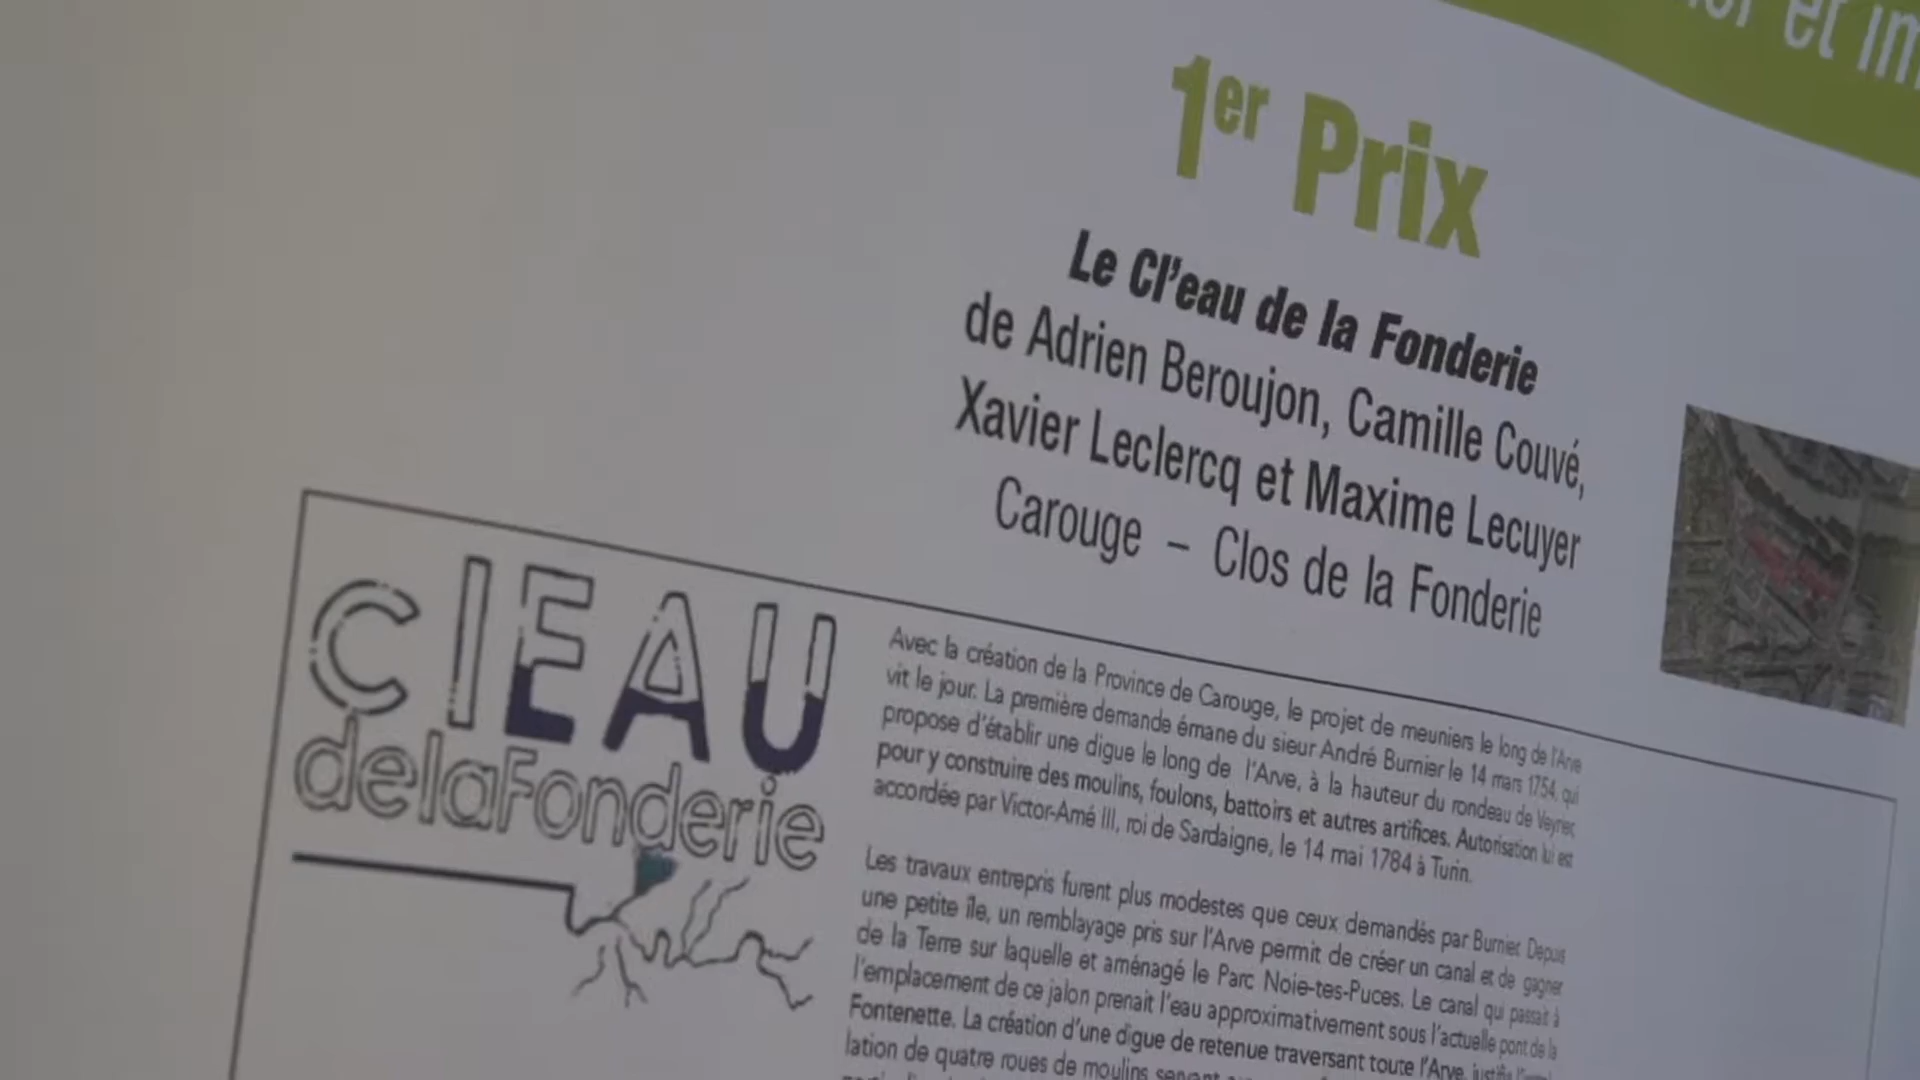 et im
1er Prix
Le Cl'eau de la Fonderie
de Adrien Beroujon, Camille Couvé,
Xavier Leclercq et Maxime Lecuyer
Carouge – Clos de la Fonderie
ClEAU
delaFonderie
Avec la création de la Province de Carouge, le projet de meuniers le long de l'Arve
vit le jour. La première demande émane du sieur André Burnier le 14 mars 1754, qui
propose d'établir une digue le long de l'Arve, à la hauteur du rondeau de Veyrier,
pour y construire des moulins, foulons, battoirs et autres artifices. Autorisation lui est
accordée par Victor-Amé III, roi de Sardaigne, le 14 mai 1784 à Turin.
Les travaux entrepris furent plus modestes que ceux demandés par Burnier. Depuis
une petite île, un remblayage pris sur l'Arve permit de créer un canal et de gagner
de la Terre sur laquelle et aménagé le Parc Noie-tes-Puces. Le canal qui passait à
l'emplacement de ce jalon prenait l'eau approximativement sous l'actuelle pont de la
Fontenette. La création d'une digue de retenue traversant toute l'Arve, justifie
lation de quatre roues de moulins servant